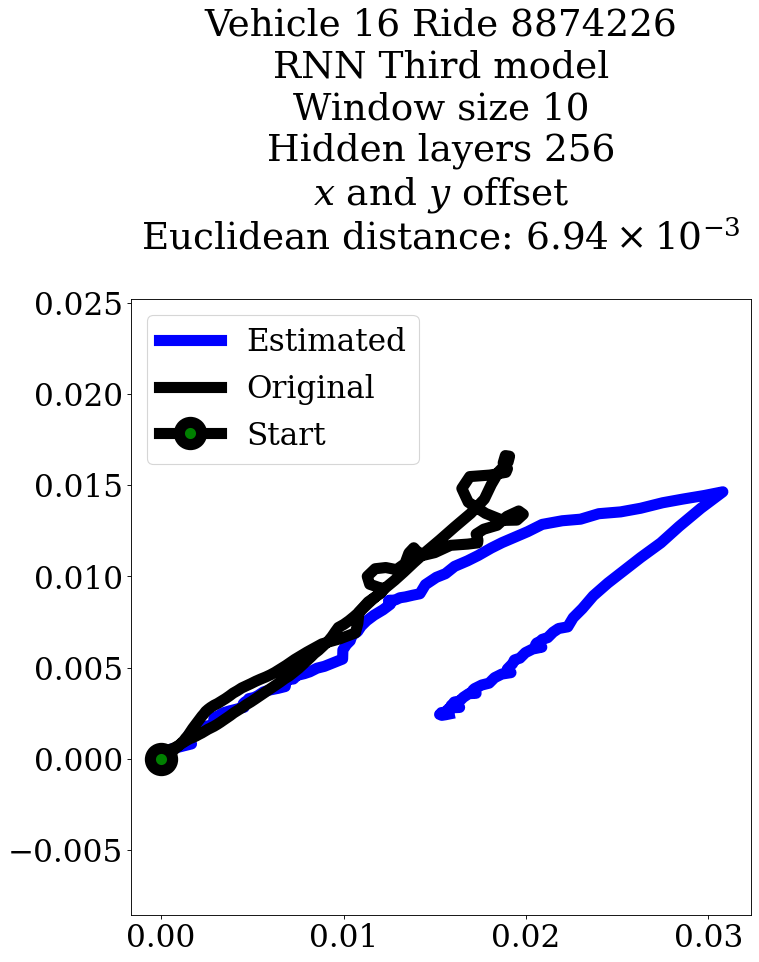 Vehicle 16 Ride 8874226
RNN Third model
Window size 10
Hidden layers 256
x and y offset
Euclidean distance: 6.94 × 10⁻³
0.025
0.020
0.015
0.010
0.005
0.000
−0.005
Estimated
Original
Start
0.00 0.01 0.02 0.03